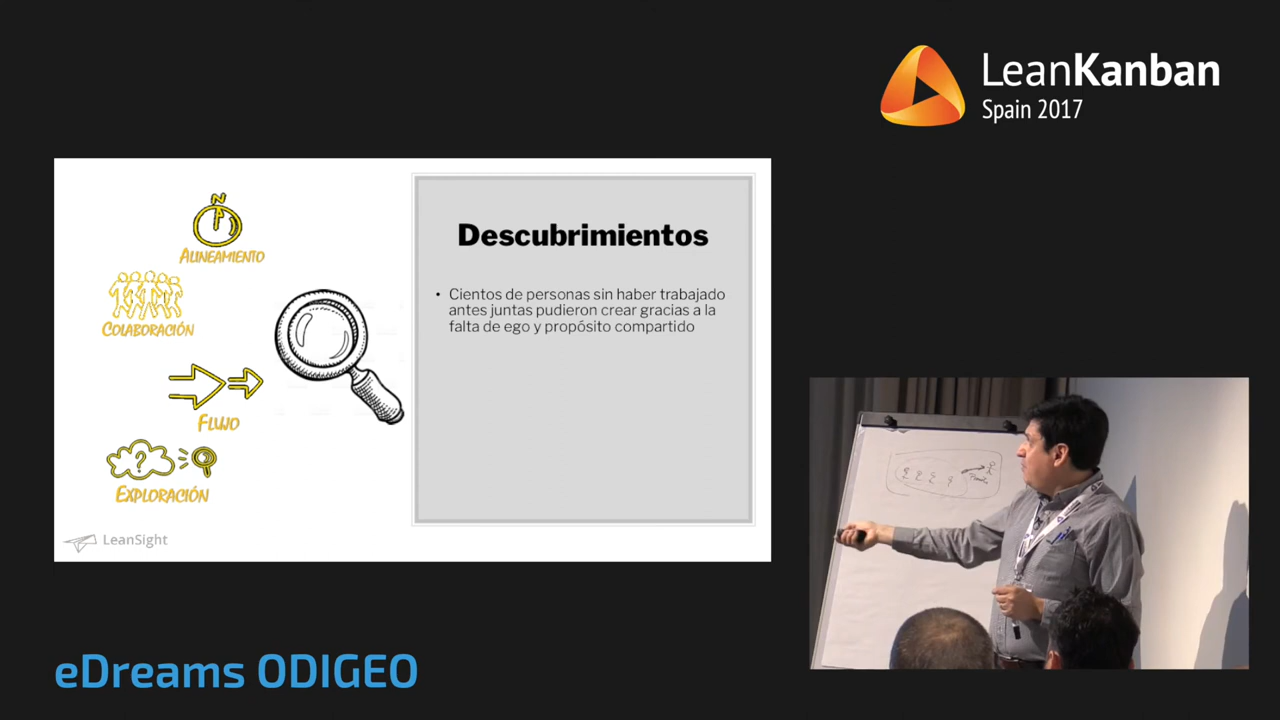 LeanKanban
Spain 2017
N
ALINEAMIENTO
COLABORACIÓN
FLUJO
?
EXPLORACIÓN
LeanSight
Descubrimientos
• Cientos de personas sin haber trabajado
antes juntas pudieron crear gracias a la
falta de ego y propósito compartido
eDreams ODIGEO